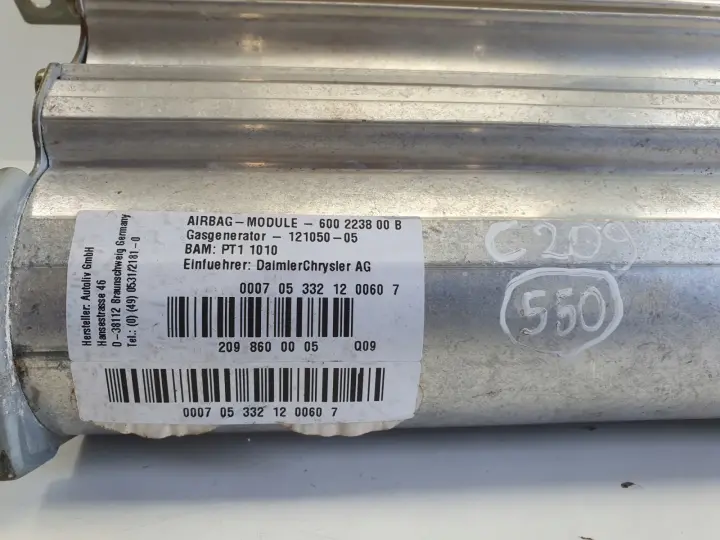 AIRBAG-MODULE - 600 2238 00 B
Gasgenerator - 121050-05
BAM: PT1 1010
Einfuehrer: DaimlerChrysler AG
Hersteller: Autoliv GmbH
Hansestrasse 46
D-38112 Braunschweig Germany
Tel.: (0) (49) 0531/2181-0
0007 05 332 12 0060 7
209 860 00 05 Q09
0007 05 332 12 0060 7
C 209
550